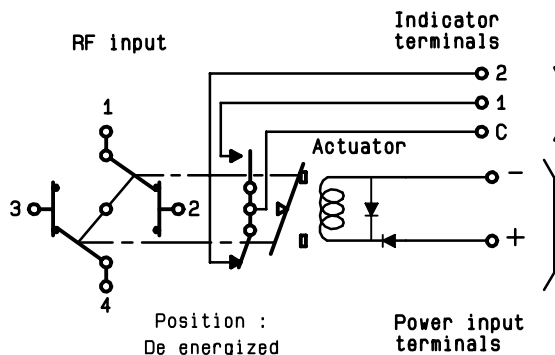 RF input
Indicator
terminals
2
1
C
Actuator
1
3
2
4
-
+
Position :
De energized
Power input
terminals